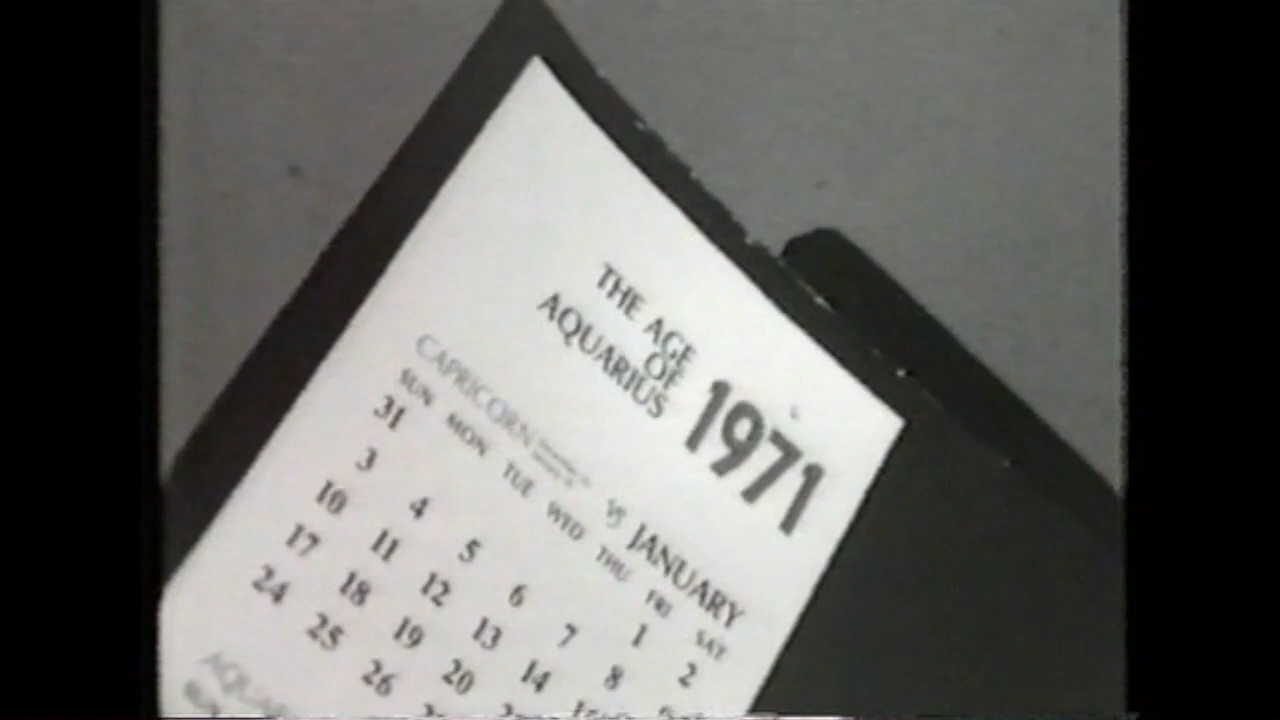 THE AGE
OF
AQUARIUS
1971
CAPRICORN
JANUARY
SUN MON TUE WED THU FRI SAT
31 1 2
3 4 5 6 7 8
10 11 12 13 14
17 18 19 20
24 25 26